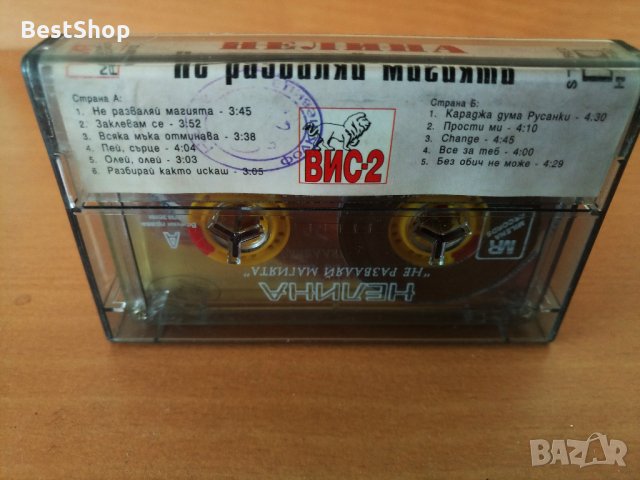 BestShop
НЕЛИНА
Не разваляй магията
Страна А:
1. Не разваляй магията - 3:45
2. Заклевам се - 3:52
3. Всяка мъка отминава - 3:38
4. Пей, сърце - 4:04
5. Олей, олей - 3:03
6. Разбирай както искаш - 3:05
ВИС-2
Страна Б:
1. Караджа дума Русанки - 4.30
2. Прости ми - 4:10
3. Change - 4:45
4. Все за теб - 4:00
5. Без обич не може - 4:29
A
MR
"НЕ РАЗВАЛЯЙ МАГИЯТА"
НЕЛИНА
BAZAR